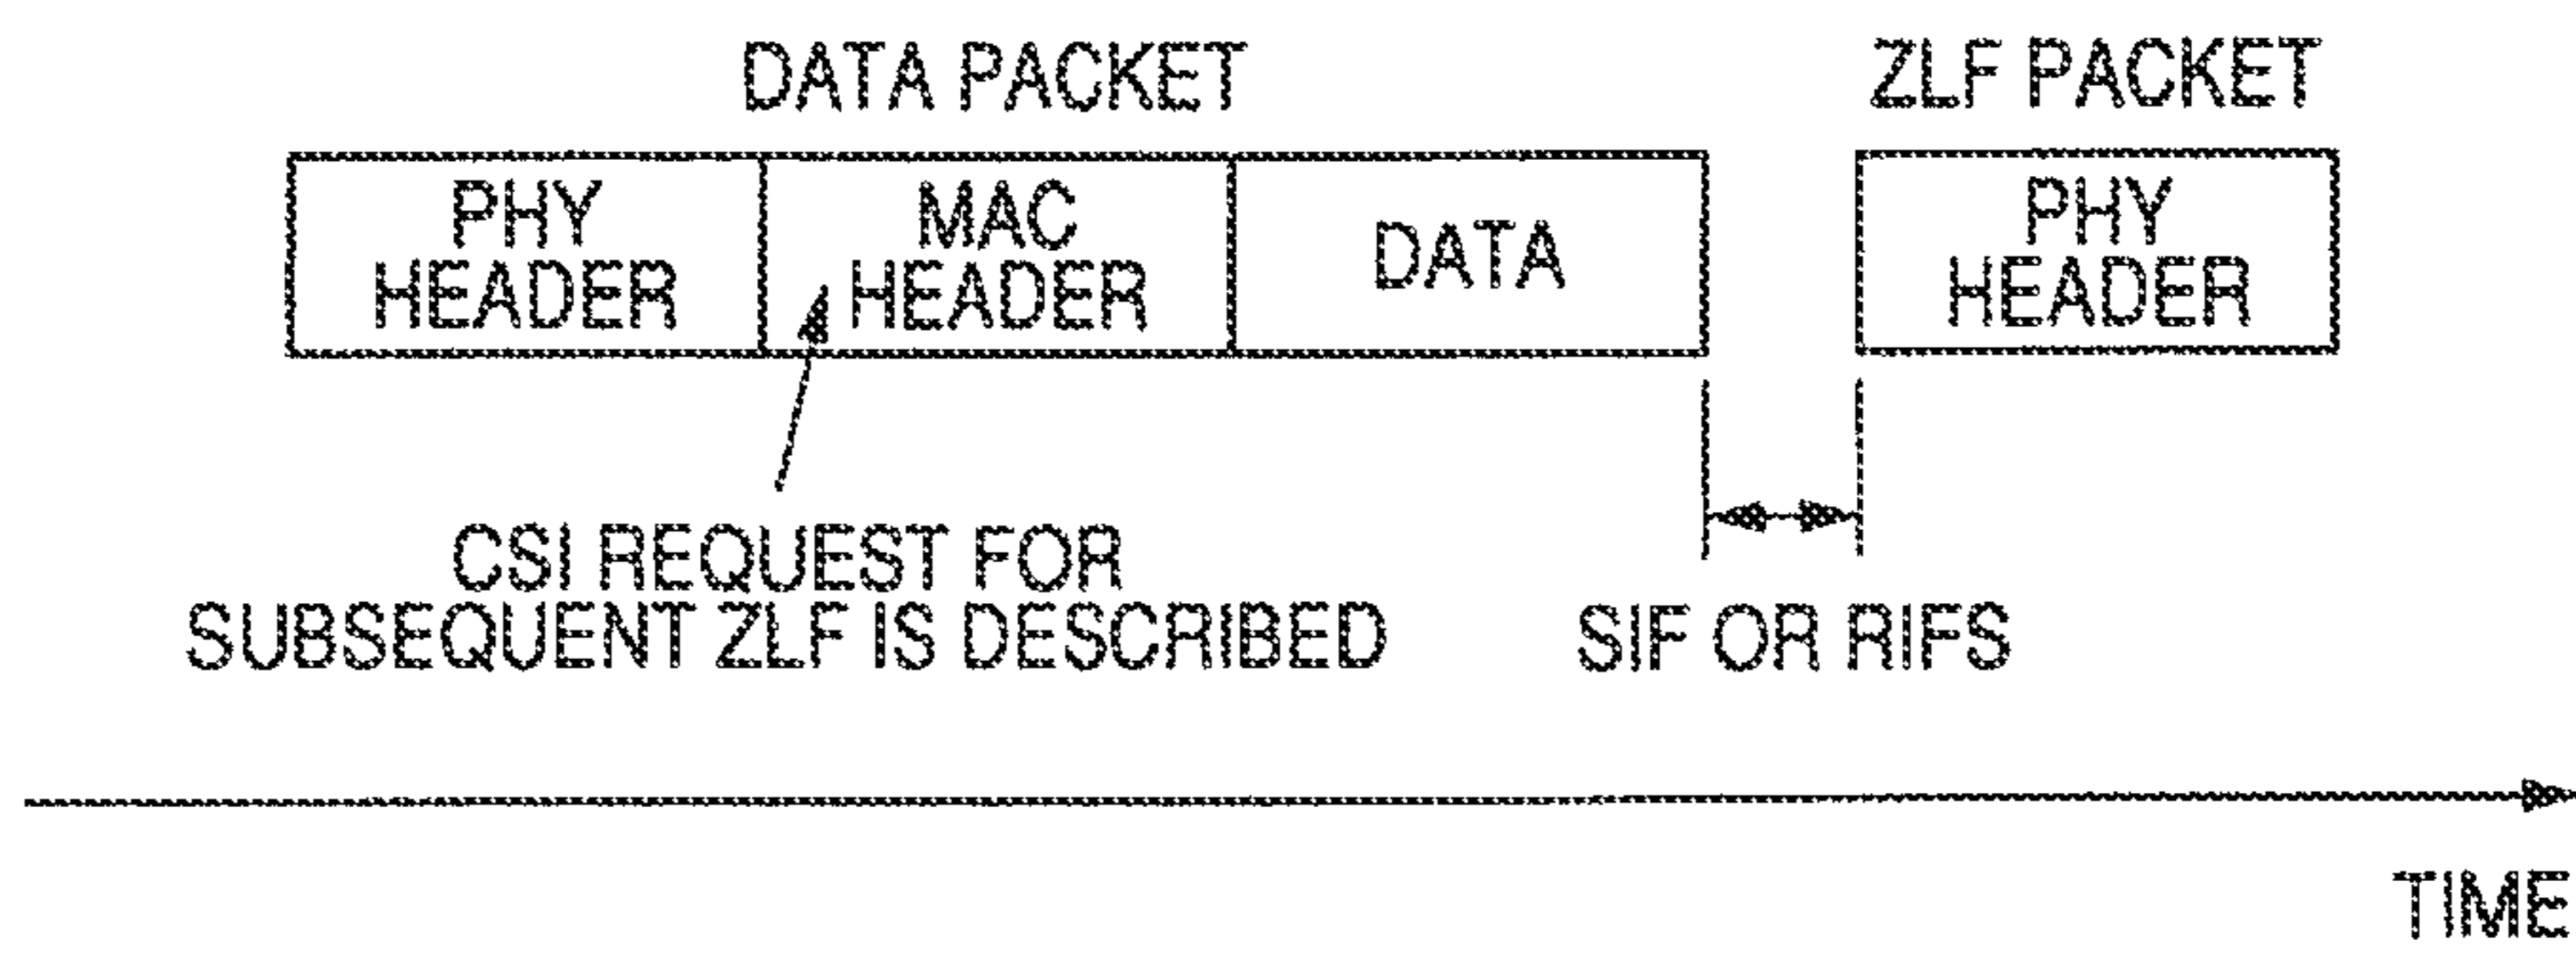 DATA PACKET
ZLF PACKET
PHY
HEADER
MAC
HEADER
DATA
PHY
HEADER
CSI REQUEST FOR
SUBSEQUENT ZLF IS DESCRIBED
SIF OR RIFS
TIME